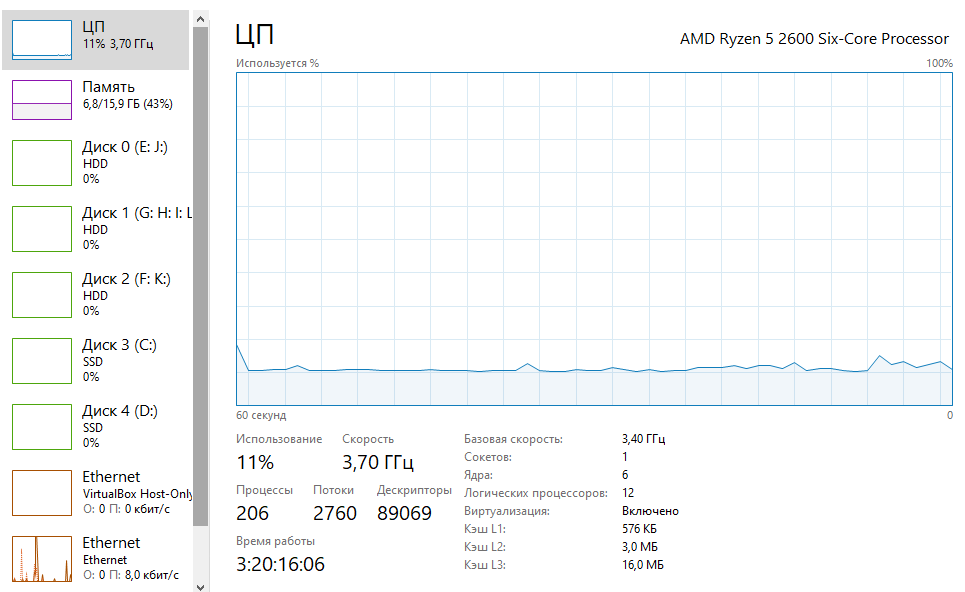 ЦП
11% 3,70 ГГц
Память
6,8/15,9 ГБ (43%)
Диск 0 (E: J:)
HDD
0%
Диск 1 (G: H: I: L
HDD
0%
Диск 2 (F: K:)
HDD
0%
Диск 3 (C:)
SSD
0%
Диск 4 (D:)
SSD
0%
Ethernet
VirtualBox Host-Only
О: 0 П: 0 кбит/с
Ethernet
Ethernet
О: 0 П: 8,0 кбит/с
ЦП
AMD Ryzen 5 2600 Six-Core Processor
Используется %
100%
60 секунд
0
Использование
Скорость
11%
3,70 ГГц
Процессы
Потоки
Дескрипторы
206
2760
89069
Время работы
3:20:16:06
Базовая скорость: 3,40 ГГц
Сокетов: 1
Ядра: 6
Логических процессоров: 12
Виртуализация: Включено
Кэш L1: 576 КБ
Кэш L2: 3,0 МБ
Кэш L3: 16,0 МБ